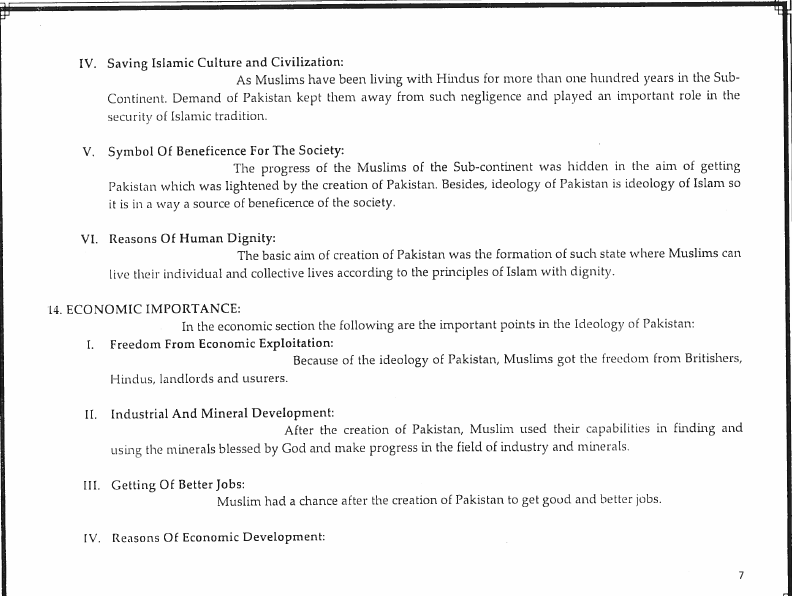 IV. Saving Islamic Culture and Civilization:
As Muslims have been living with Hindus for more than one hundred years in the Sub-
Continent. Demand of Pakistan kept them away from such negligence and played an important role in the
security of Islamic tradition.
V. Symbol Of Beneficence For The Society:
The progress of the Muslims of the Sub-continent was hidden in the aim of getting
Pakistan which was lightened by the creation of Pakistan. Besides, ideology of Pakistan is ideology of Islam so
it is in a way a source of beneficence of the society.
VI. Reasons Of Human Dignity:
The basic aim of creation of Pakistan was the formation of such state where Muslims can
live their individual and collective lives according to the principles of Islam with dignity.
14. ECONOMIC IMPORTANCE:
In the economic section the following are the important points in the Ideology of Pakistan:
I. Freedom From Economic Exploitation:
Because of the ideology of Pakistan, Muslims got the freedom from Britishers,
Hindus, landlords and usurers.
II. Industrial And Mineral Development:
After the creation of Pakistan, Muslim used their capabilities in finding and
using the minerals blessed by God and make progress in the field of industry and minerals.
III. Getting Of Better Jobs:
Muslim had a chance after the creation of Pakistan to get good and better jobs.
IV. Reasons Of Economic Development:
7